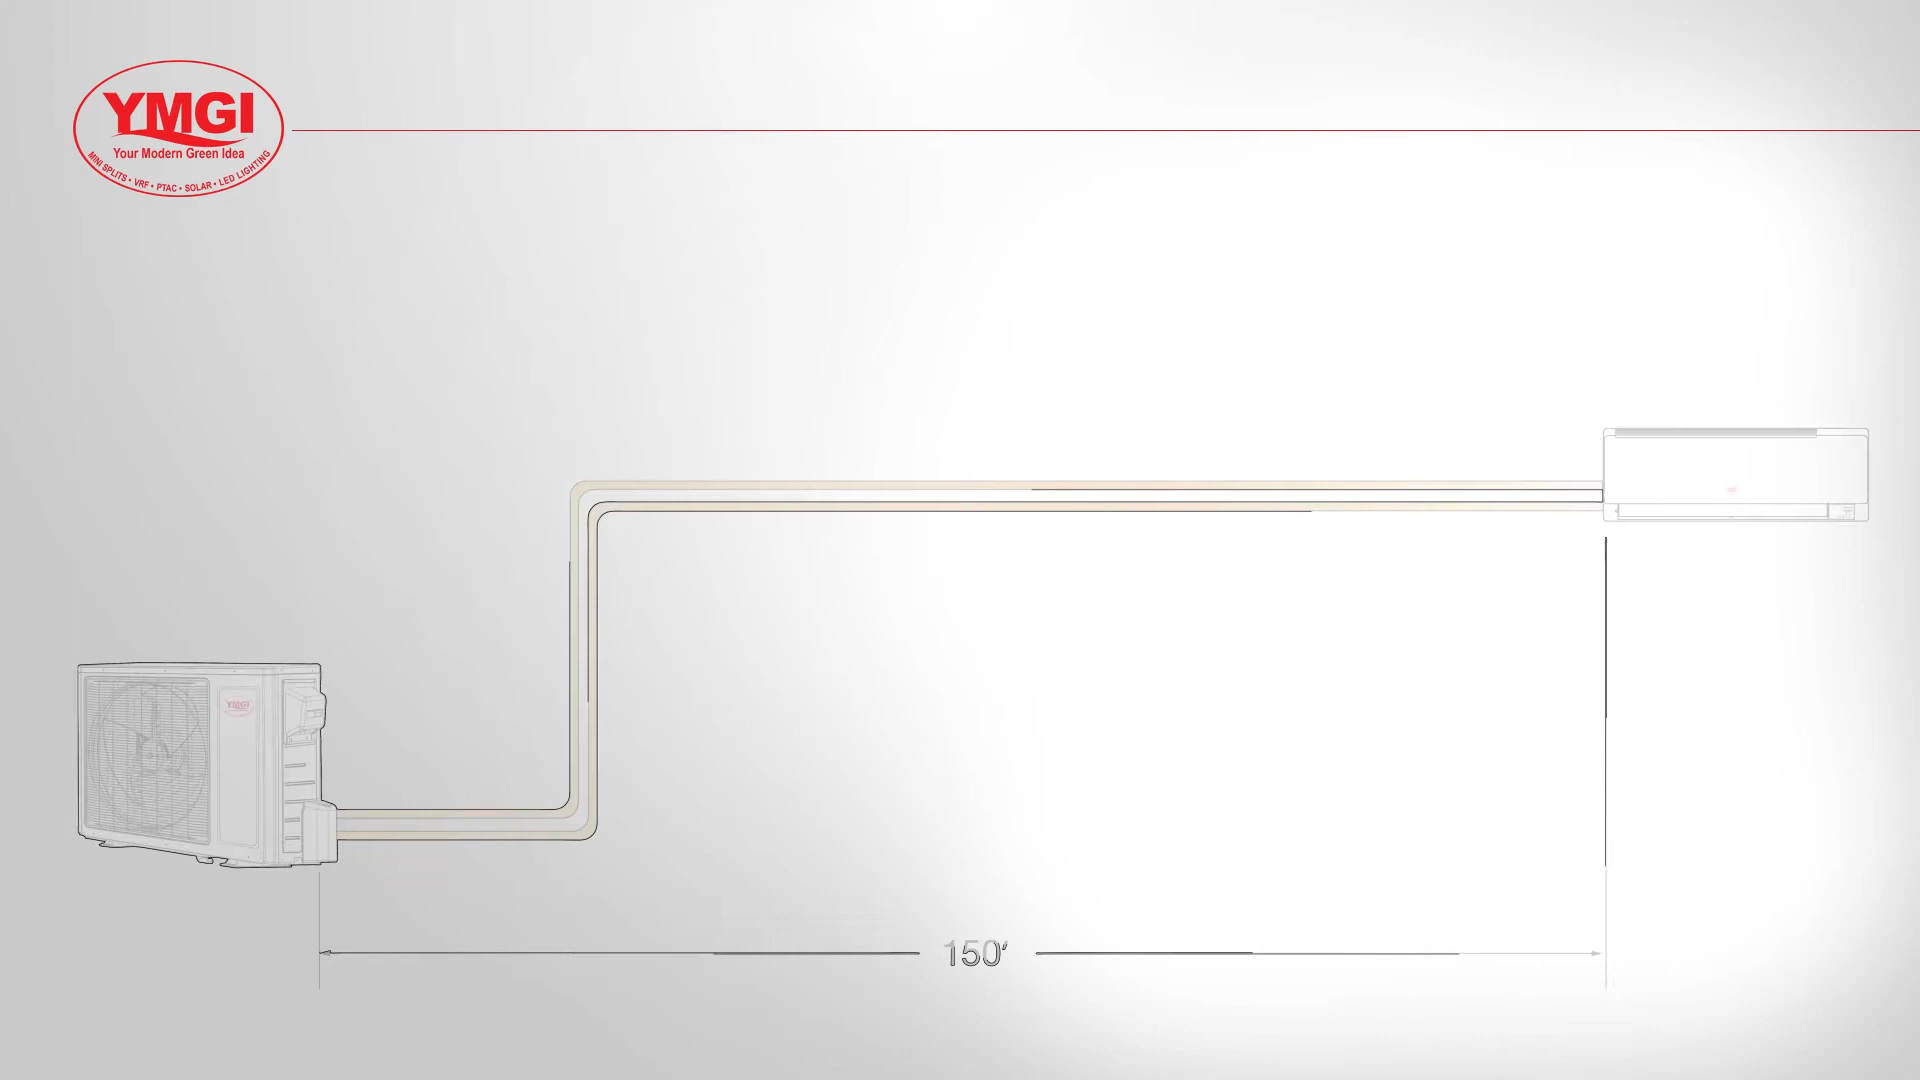 YMGI
Your Modern Green Idea
MINI SPLITS • VRF • PTAC • SOLAR • LED LIGHTING
YMGI
150'